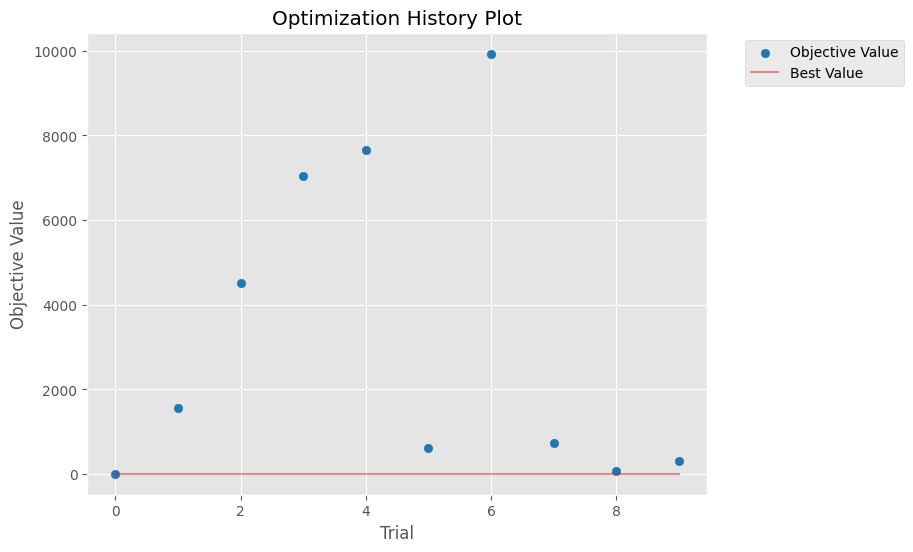 Optimization History Plot
Objective Value
Best Value
10000
8000
6000
4000
2000
0
Objective Value
0
2
4
6
8
Trial